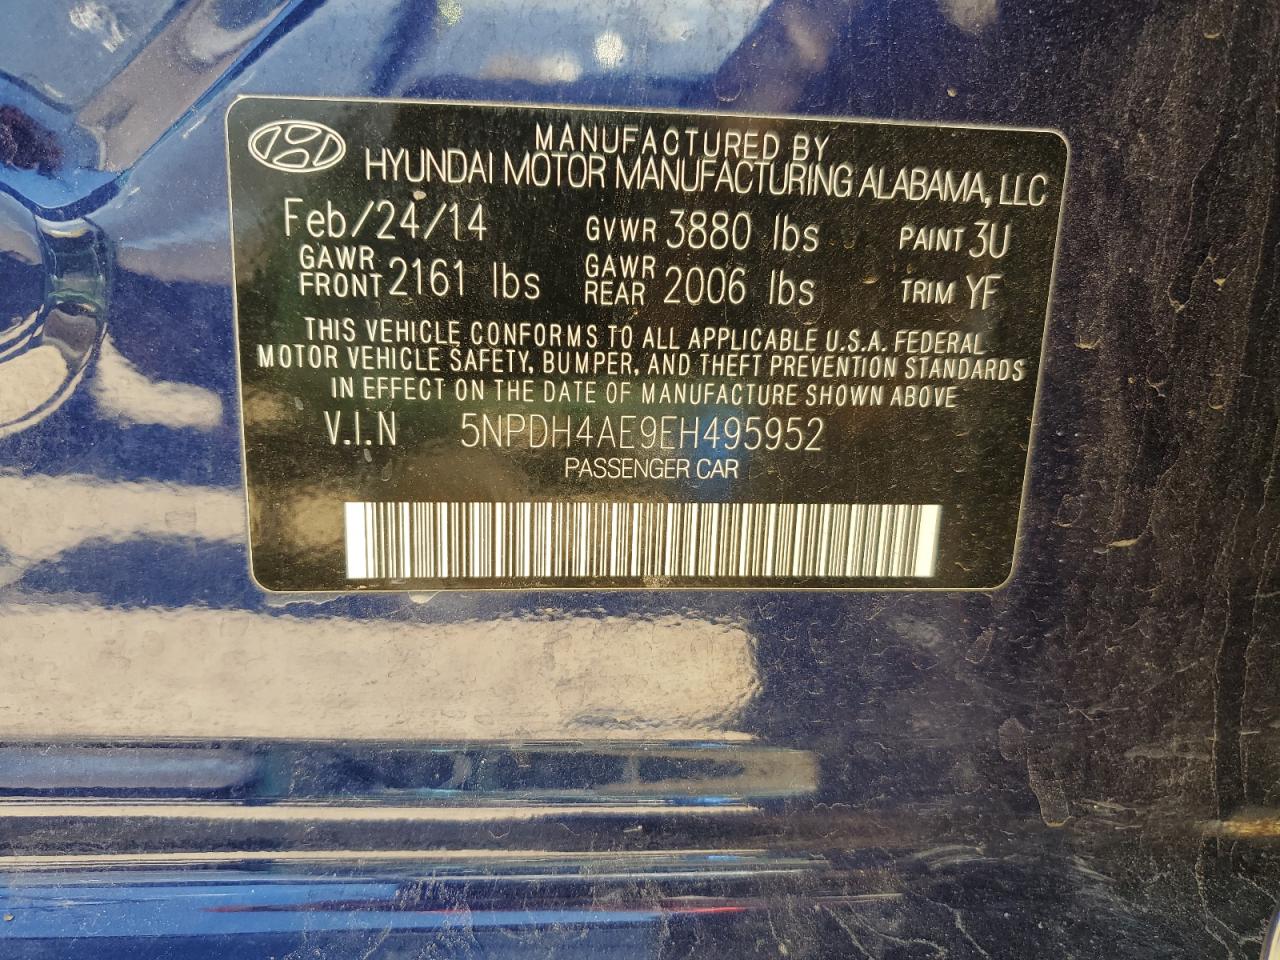 MANUFACTURED BY
HYUNDAI MOTOR MANUFACTURING ALABAMA, LLC
Feb/24/14 GVWR 3880 lbs PAINT 3U
GAWR FRONT 2161 lbs GAWR REAR 2006 lbs TRIM YF
THIS VEHICLE CONFORMS TO ALL APPLICABLE U.S.A. FEDERAL
MOTOR VEHICLE SAFETY, BUMPER, AND THEFT PREVENTION STANDARDS
IN EFFECT ON THE DATE OF MANUFACTURE SHOWN ABOVE
V.I.N 5NPDH4AE9EH495952
PASSENGER CAR